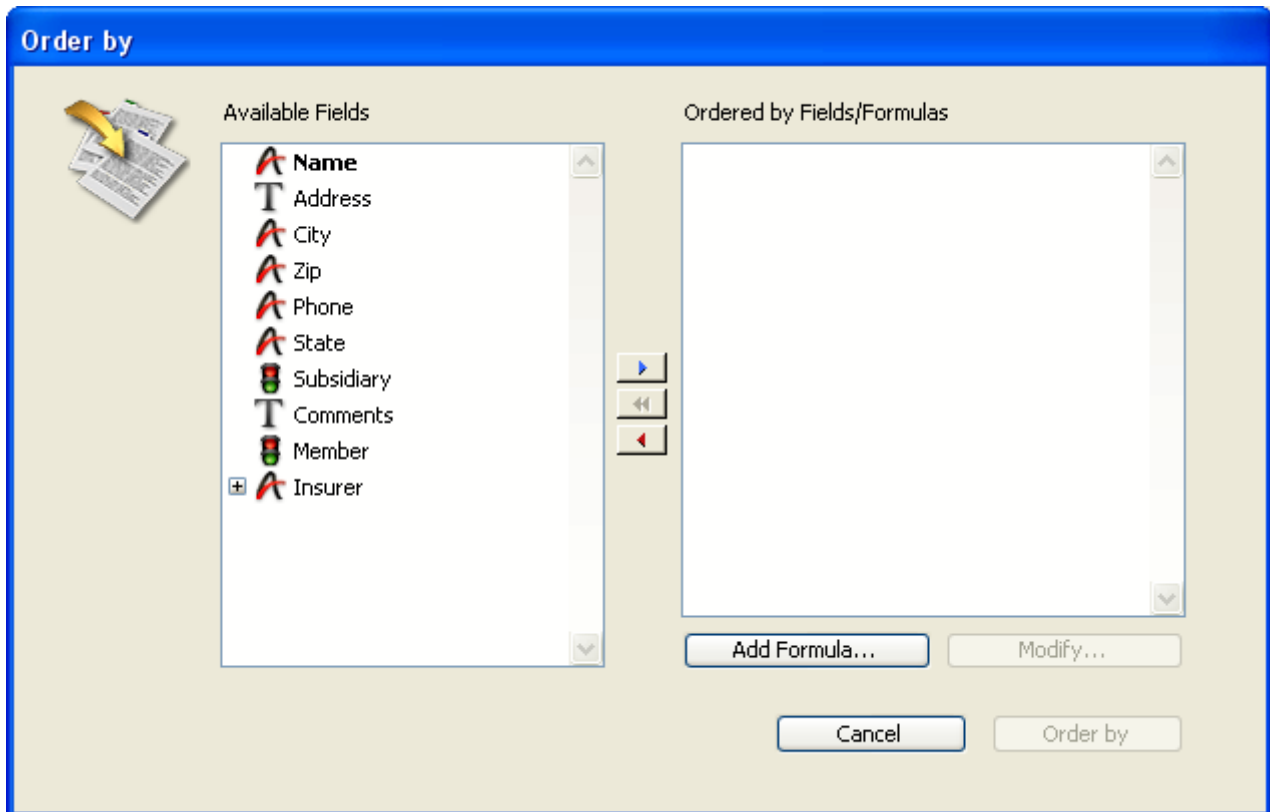 Order by
Available Fields
Ordered by Fields/Formulas
Name
Address
City
Zip
Phone
State
Subsidiary
Comments
Member
Insurer
Add Formula...
Modify...
Cancel
Order by